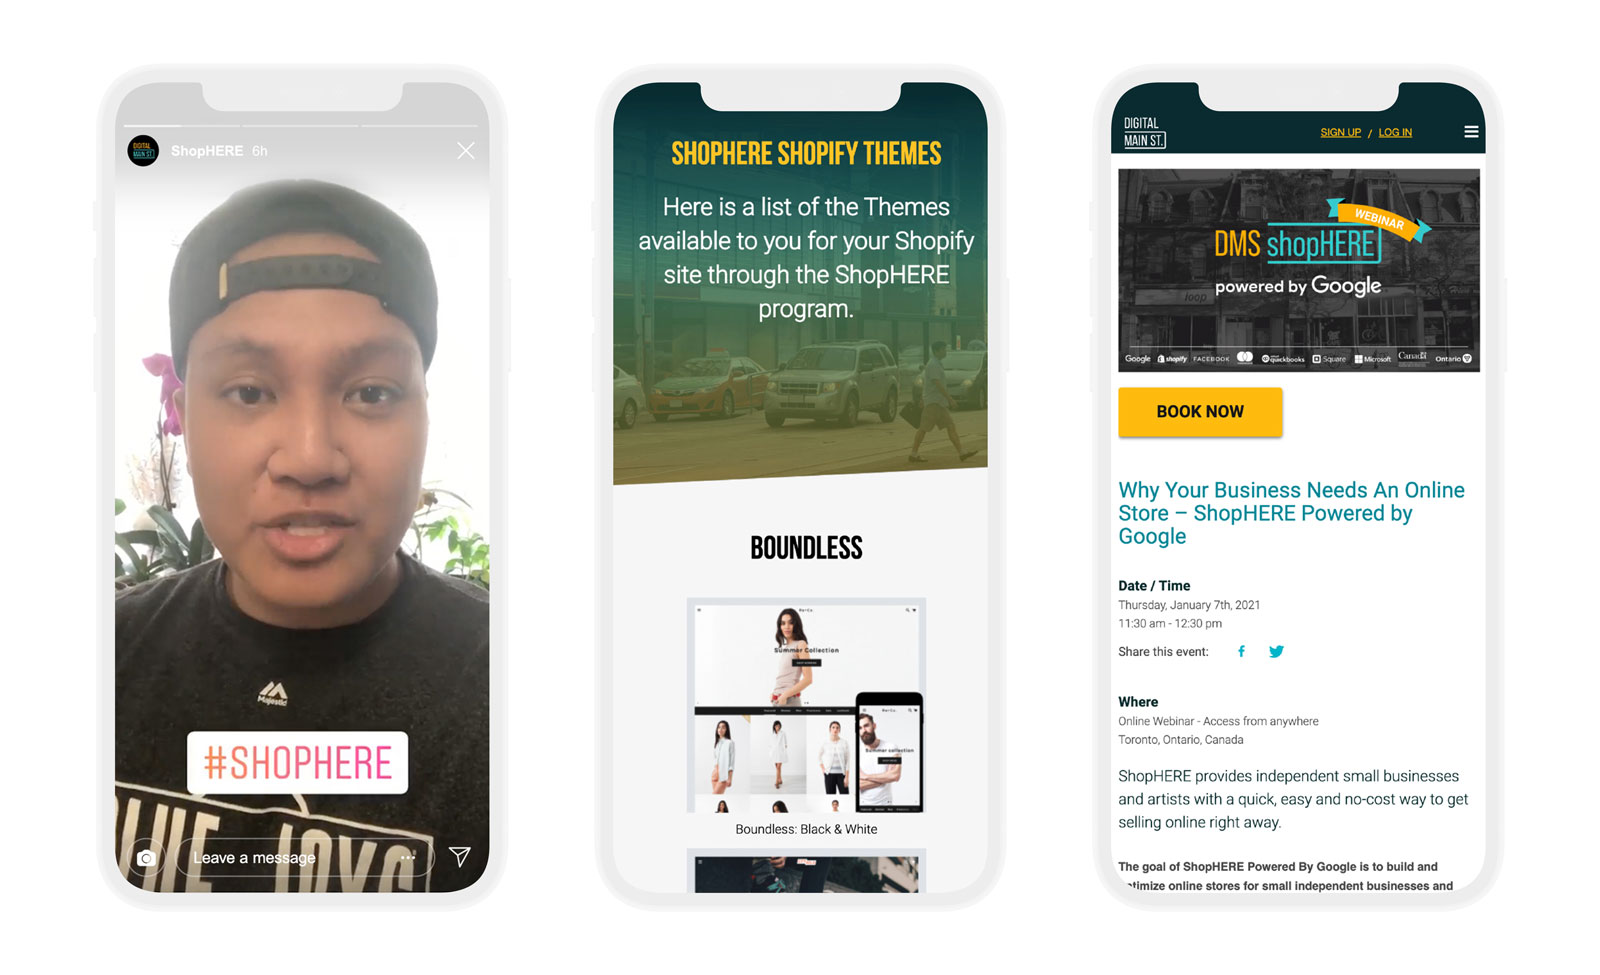 DIGITAL
MAIN ST.
ShopHERE 6h
Majestic
#SHOPHERE
Leave a message
SHOPHERE SHOPIFY THEMES
Here is a list of the Themes
available to you for your Shopify
site through the ShopHERE
program.
BOUNDLESS
Summer Collection
Summer collection
Boundless: Black & White
DIGITAL
MAIN ST.
SIGN UP / LOG IN
WEBINAR
DMS shopHERE
powered by Google
loop
Google shopify FACEBOOK quickbooks Square Microsoft Canada Ontario
BOOK NOW
Why Your Business Needs An Online
Store – ShopHERE Powered by
Google
Date / Time
Thursday, January 7th, 2021
11:30 am - 12:30 pm
Share this event:
Where
Online Webinar - Access from anywhere
Toronto, Ontario, Canada
ShopHERE provides independent small businesses
and artists with a quick, easy and no-cost way to get
selling online right away.
The goal of ShopHERE Powered By Google is to build and
optimize online stores for small independent businesses and